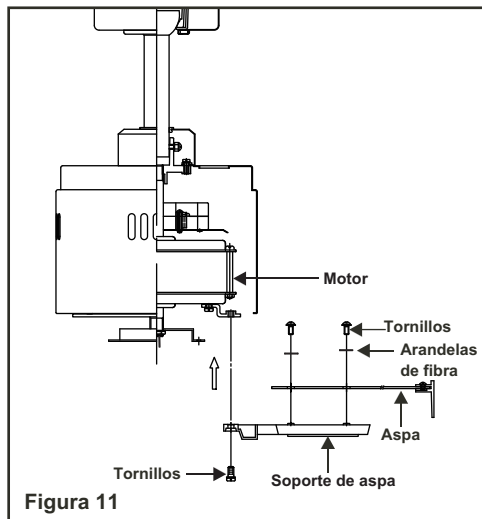 Motor
Tornillos
Arandelas
de fibra
Aspa
Soporte de aspa
Tornillos
Figura 11